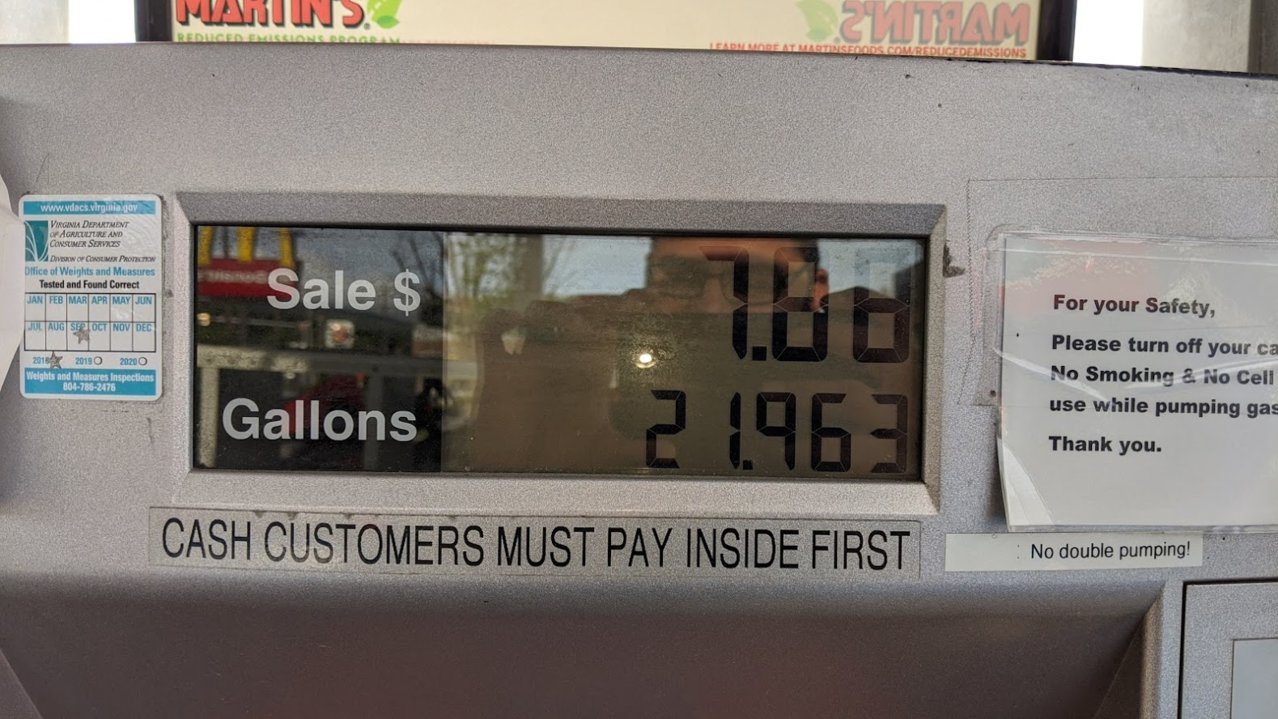 MARTIN'S
REDUCED EMISSIONS PROGRAM
MARTIN'S
LEARN MORE AT MARTINSFOODS.COM/REDUCEDEMISSIONS
www.vdacs.virginia.gov
VIRGINIA DEPARTMENT
OF AGRICULTURE AND
CONSUMER SERVICES
DIVISION OF CONSUMER PROTECTION
Office of Weights and Measures
Tested and Found Correct
JAN FEB MAR APR MAY JUN
JUL AUG SEP OCT NOV DEC
2018 2019 2020
Weights and Measures Inspections
804-786-2476
Sale $ 7.66
Gallons 21.963
For your Safety,
Please turn off your ca
No Smoking & No Cell
use while pumping gas
Thank you.
CASH CUSTOMERS MUST PAY INSIDE FIRST
No double pumping!